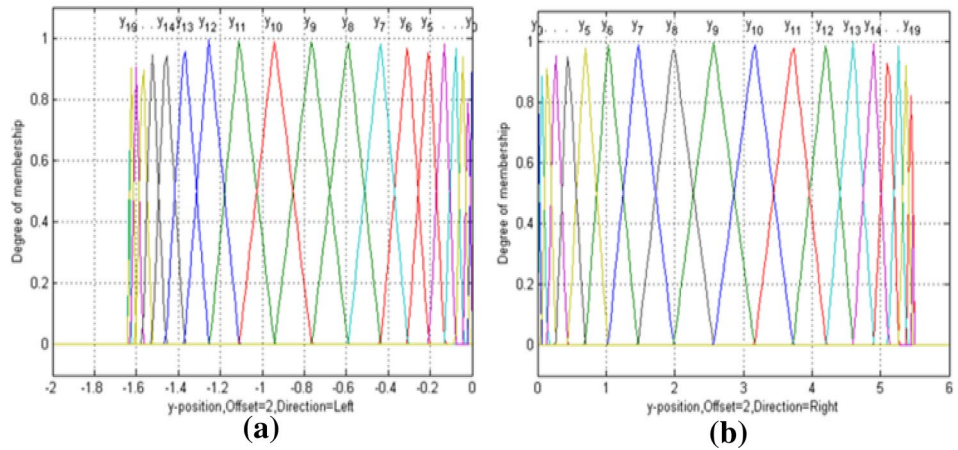 y19 . . . . y14 y13 y12 y11 y10 y9 y8 y7 y6 y5 . . . . y0
1
0.8
0.6
0.4
0.2
0
Degree of membership
-2 -1.8 -1.6 -1.4 -1.2 -1 -0.8 -0.6 -0.4 -0.2 0
y-position,Offset=2,Direction=Left
(a)
y0 . . . . y5 y6 y7 y8 y9 y10 y11 y12 y13 y14 . . . . y19
1
0.8
0.6
0.4
0.2
0
Degree of membership
0 1 2 3 4 5 6
y-position,Offset=2,Direction=Right
(b)